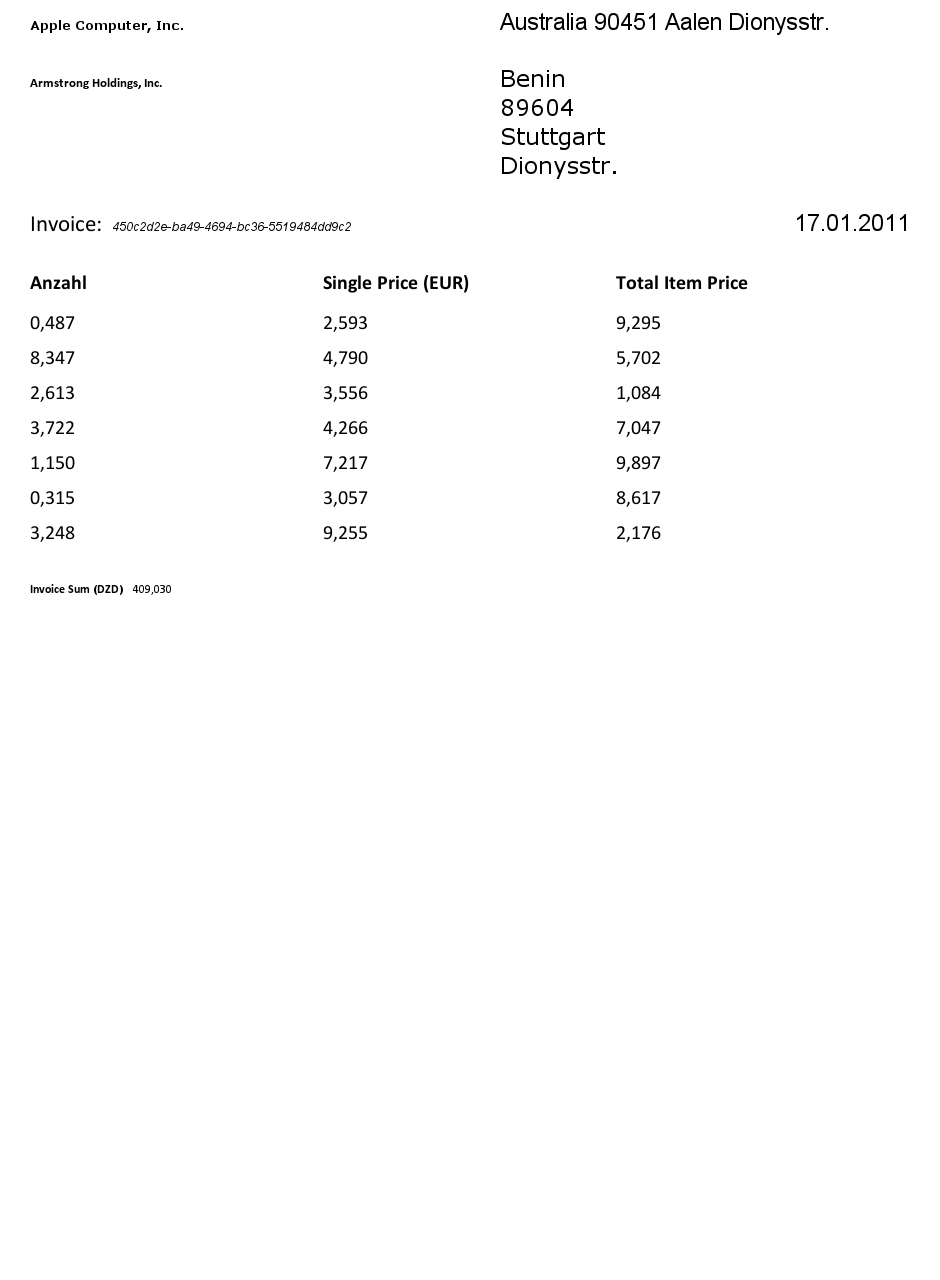 Apple Computer, Inc. Australia 90451 Aalen Dionysstr.
Armstrong Holdings, Inc. Benin
89604
Stuttgart
Dionysstr.
Invoice: 450c2d2e-ba49-4694-bc36-5519484dd9c2 17.01.2011
Anzahl Single Price (EUR) Total Item Price
0,487 2,593 9,295
8,347 4,790 5,702
2,613 3,556 1,084
3,722 4,266 7,047
1,150 7,217 9,897
0,315 3,057 8,617
3,248 9,255 2,176
Invoice Sum (DZD) 409,030